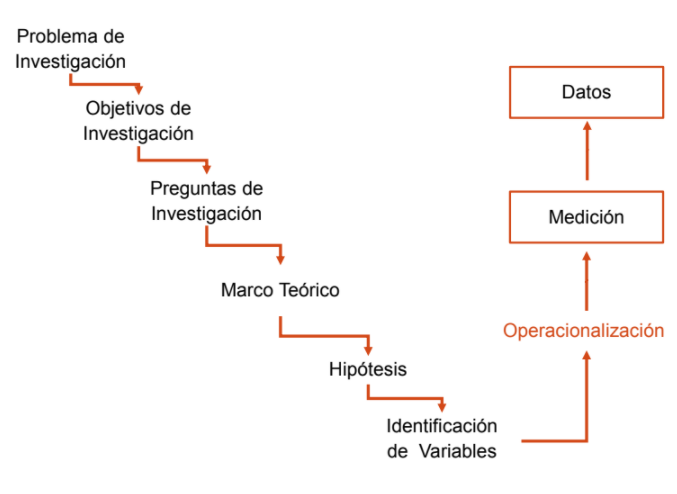 Problema de
Investigación
Objetivos de
Investigación
Preguntas de
Investigación
Marco Teórico
Hipótesis
Identificación
de Variables
Operacionalización
Medición
Datos